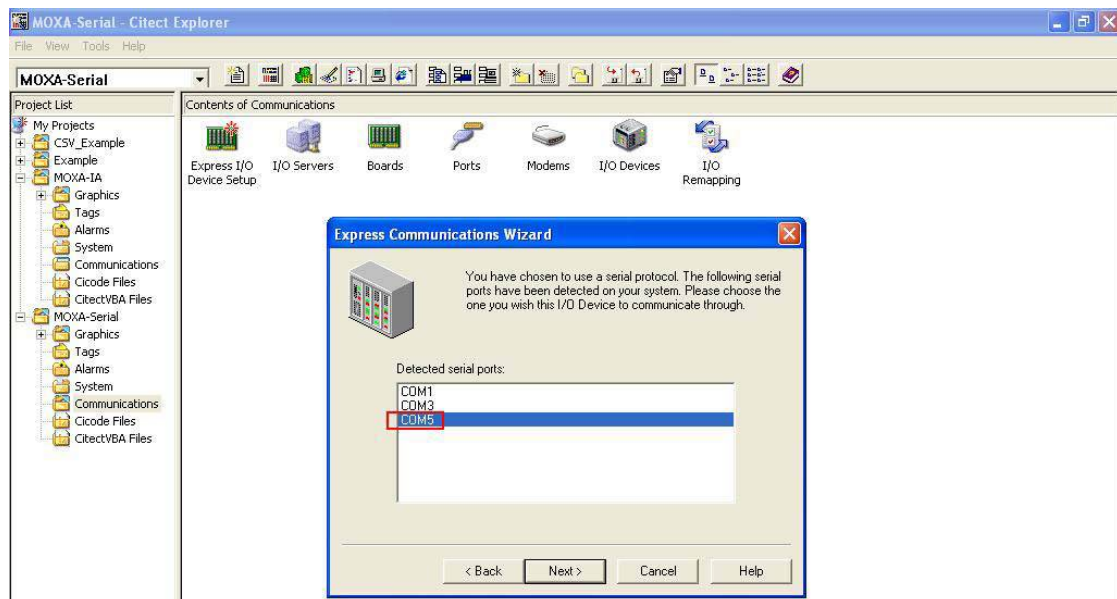 MOXA-Serial - Citect Explorer
File View Tools Help
MOXA-Serial
Project List
Contents of Communications
My Projects
CSV_Example
Example
MOXA-IA
Graphics
Tags
Alarms
System
Communications
Cicode Files
CitectVBA Files
MOXA-Serial
Graphics
Tags
Alarms
System
Communications
Cicode Files
CitectVBA Files
Express I/O
Device Setup
I/O Servers
Boards
Ports
Modems
I/O Devices
I/O
Remapping
Express Communications Wizard
You have chosen to use a serial protocol. The following serial
ports have been detected on your system. Please choose the
one you wish this I/O Device to communicate through.
Detected serial ports:
COM1
COM3
COM5
< Back
Next >
Cancel
Help